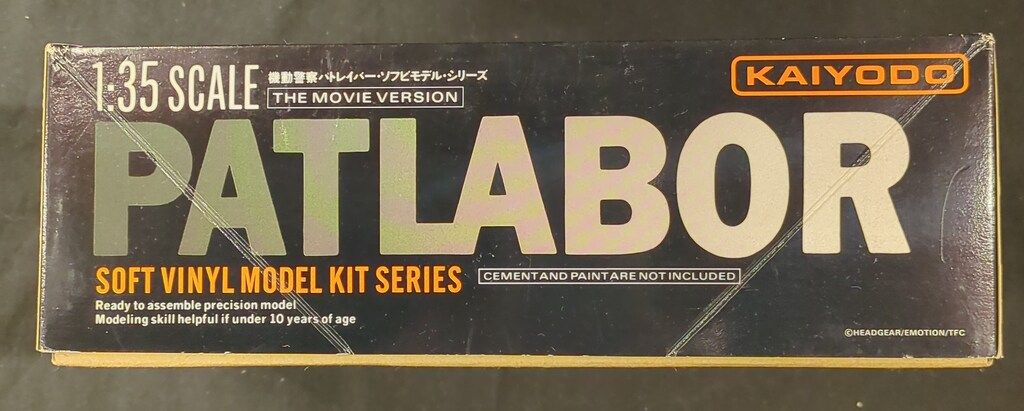 1:35 SCALE
機動警察パトレイバー・ソフビモデル・シリーズ
THE MOVIE VERSION
KAIYODO
PATLABOR
SOFT VINYL MODEL KIT SERIES
CEMENT AND PAINT ARE NOT INCLUDED
Ready to assemble precision model
Modeling skill helpful if under 10 years of age
©HEADGEAR/EMOTION/TFC